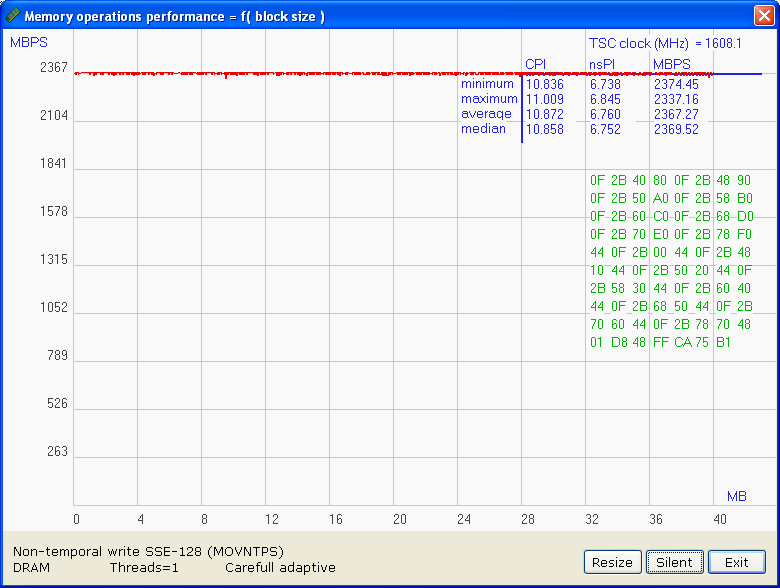 Memory operations performance = f( block size )
MBPS
TSC clock (MHz) = 1608.1
CPI nsPI MBPS
minimum 10.836 6.738 2374.45
maximum 11.009 6.845 2337.16
average 10.872 6.760 2367.27
median 10.858 6.752 2369.52
2367
2104
1841
1578
1315
1052
789
526
263
0F 2B 40 80 0F 2B 48 90
0F 2B 50 A0 0F 2B 58 B0
0F 2B 60 C0 0F 2B 68 D0
0F 2B 70 E0 0F 2B 78 F0
44 0F 2B 00 44 0F 2B 48
10 44 0F 2B 50 20 44 0F
2B 58 30 44 0F 2B 60 40
44 0F 2B 68 50 44 0F 2B
70 60 44 0F 2B 78 70 48
01 D8 48 FF CA 75 B1
MB
0 4 8 12 16 20 24 28 32 36 40
Non-temporal write SSE-128 (MOVNTPS)
DRAM Threads=1 Carefull adaptive
Resize Silent Exit